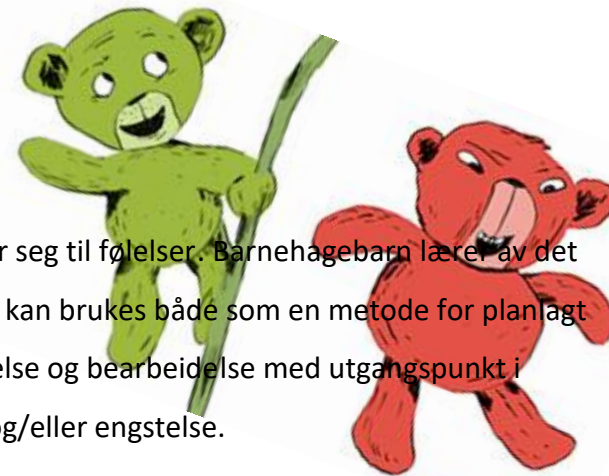 r seg til følelser. Barnehagebarn lærer av det
kan brukes både som en metode for planlagt
else og bearbeidelse med utgangspunkt i
og/eller engstelse.